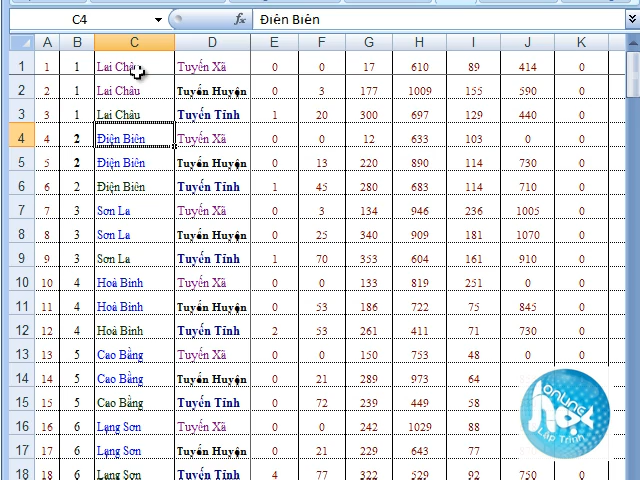 C4 fx Điên Biên
A B C D E F G H I J K
1 1 1 Lai Châu Tuyến Xã 0 0 17 610 89 414 0
2 2 1 Lai Châu Tuyến Huyện 0 3 177 1009 155 590 0
3 3 1 Lai Châu Tuyến Tỉnh 1 20 300 697 129 440 0
4 4 2 Điện Biên Tuyến Xã 0 0 12 633 103 0 0
5 5 2 Điện Biên Tuyến Huyện 0 13 220 890 114 730 0
6 6 2 Điện Biên Tuyến Tỉnh 1 45 280 683 114 710 0
7 7 3 Sơn La Tuyến Xã 0 3 134 946 236 1005 0
8 8 3 Sơn La Tuyến Huyện 0 25 340 909 181 1070 0
9 9 3 Sơn La Tuyến Tỉnh 1 70 353 604 161 910 0
10 10 4 Hoà Bình Tuyến Xã 0 0 133 819 251 0 0
11 11 4 Hoà Bình Tuyến Huyện 0 53 186 722 75 845 0
12 12 4 Hoà Bình Tuyến Tỉnh 2 53 261 411 71 730 0
13 13 5 Cao Bằng Tuyến Xã 0 0 150 753 48 0 0
14 14 5 Cao Bằng Tuyến Huyện 0 21 289 973 64
15 15 5 Cao Bằng Tuyến Tỉnh 0 72 239 449 58
16 16 6 Lạng Sơn Tuyến Xã 0 0 242 1029 88
17 17 6 Lạng Sơn Tuyến Huyện 0 21 229 643 77
18 18 6 Lạng Sơn Tuyến Tỉnh 4 77 322 529 92 750 0
ONLINE
học
Lập Trình